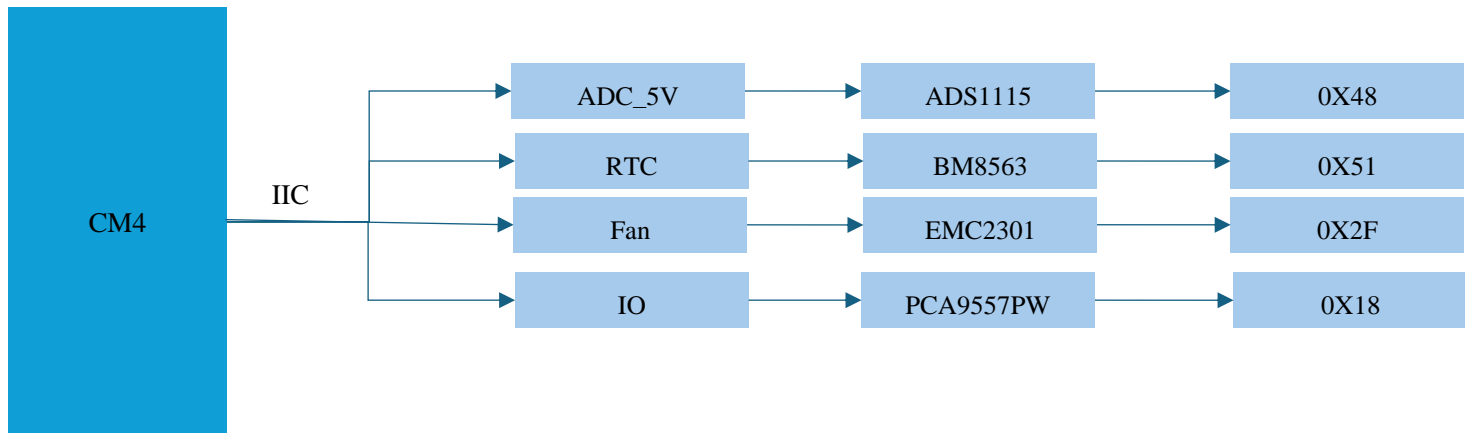 CM4
IIC
ADC_5V
ADS1115
0X48
RTC
BM8563
0X51
Fan
EMC2301
0X2F
IO
PCA9557PW
0X18